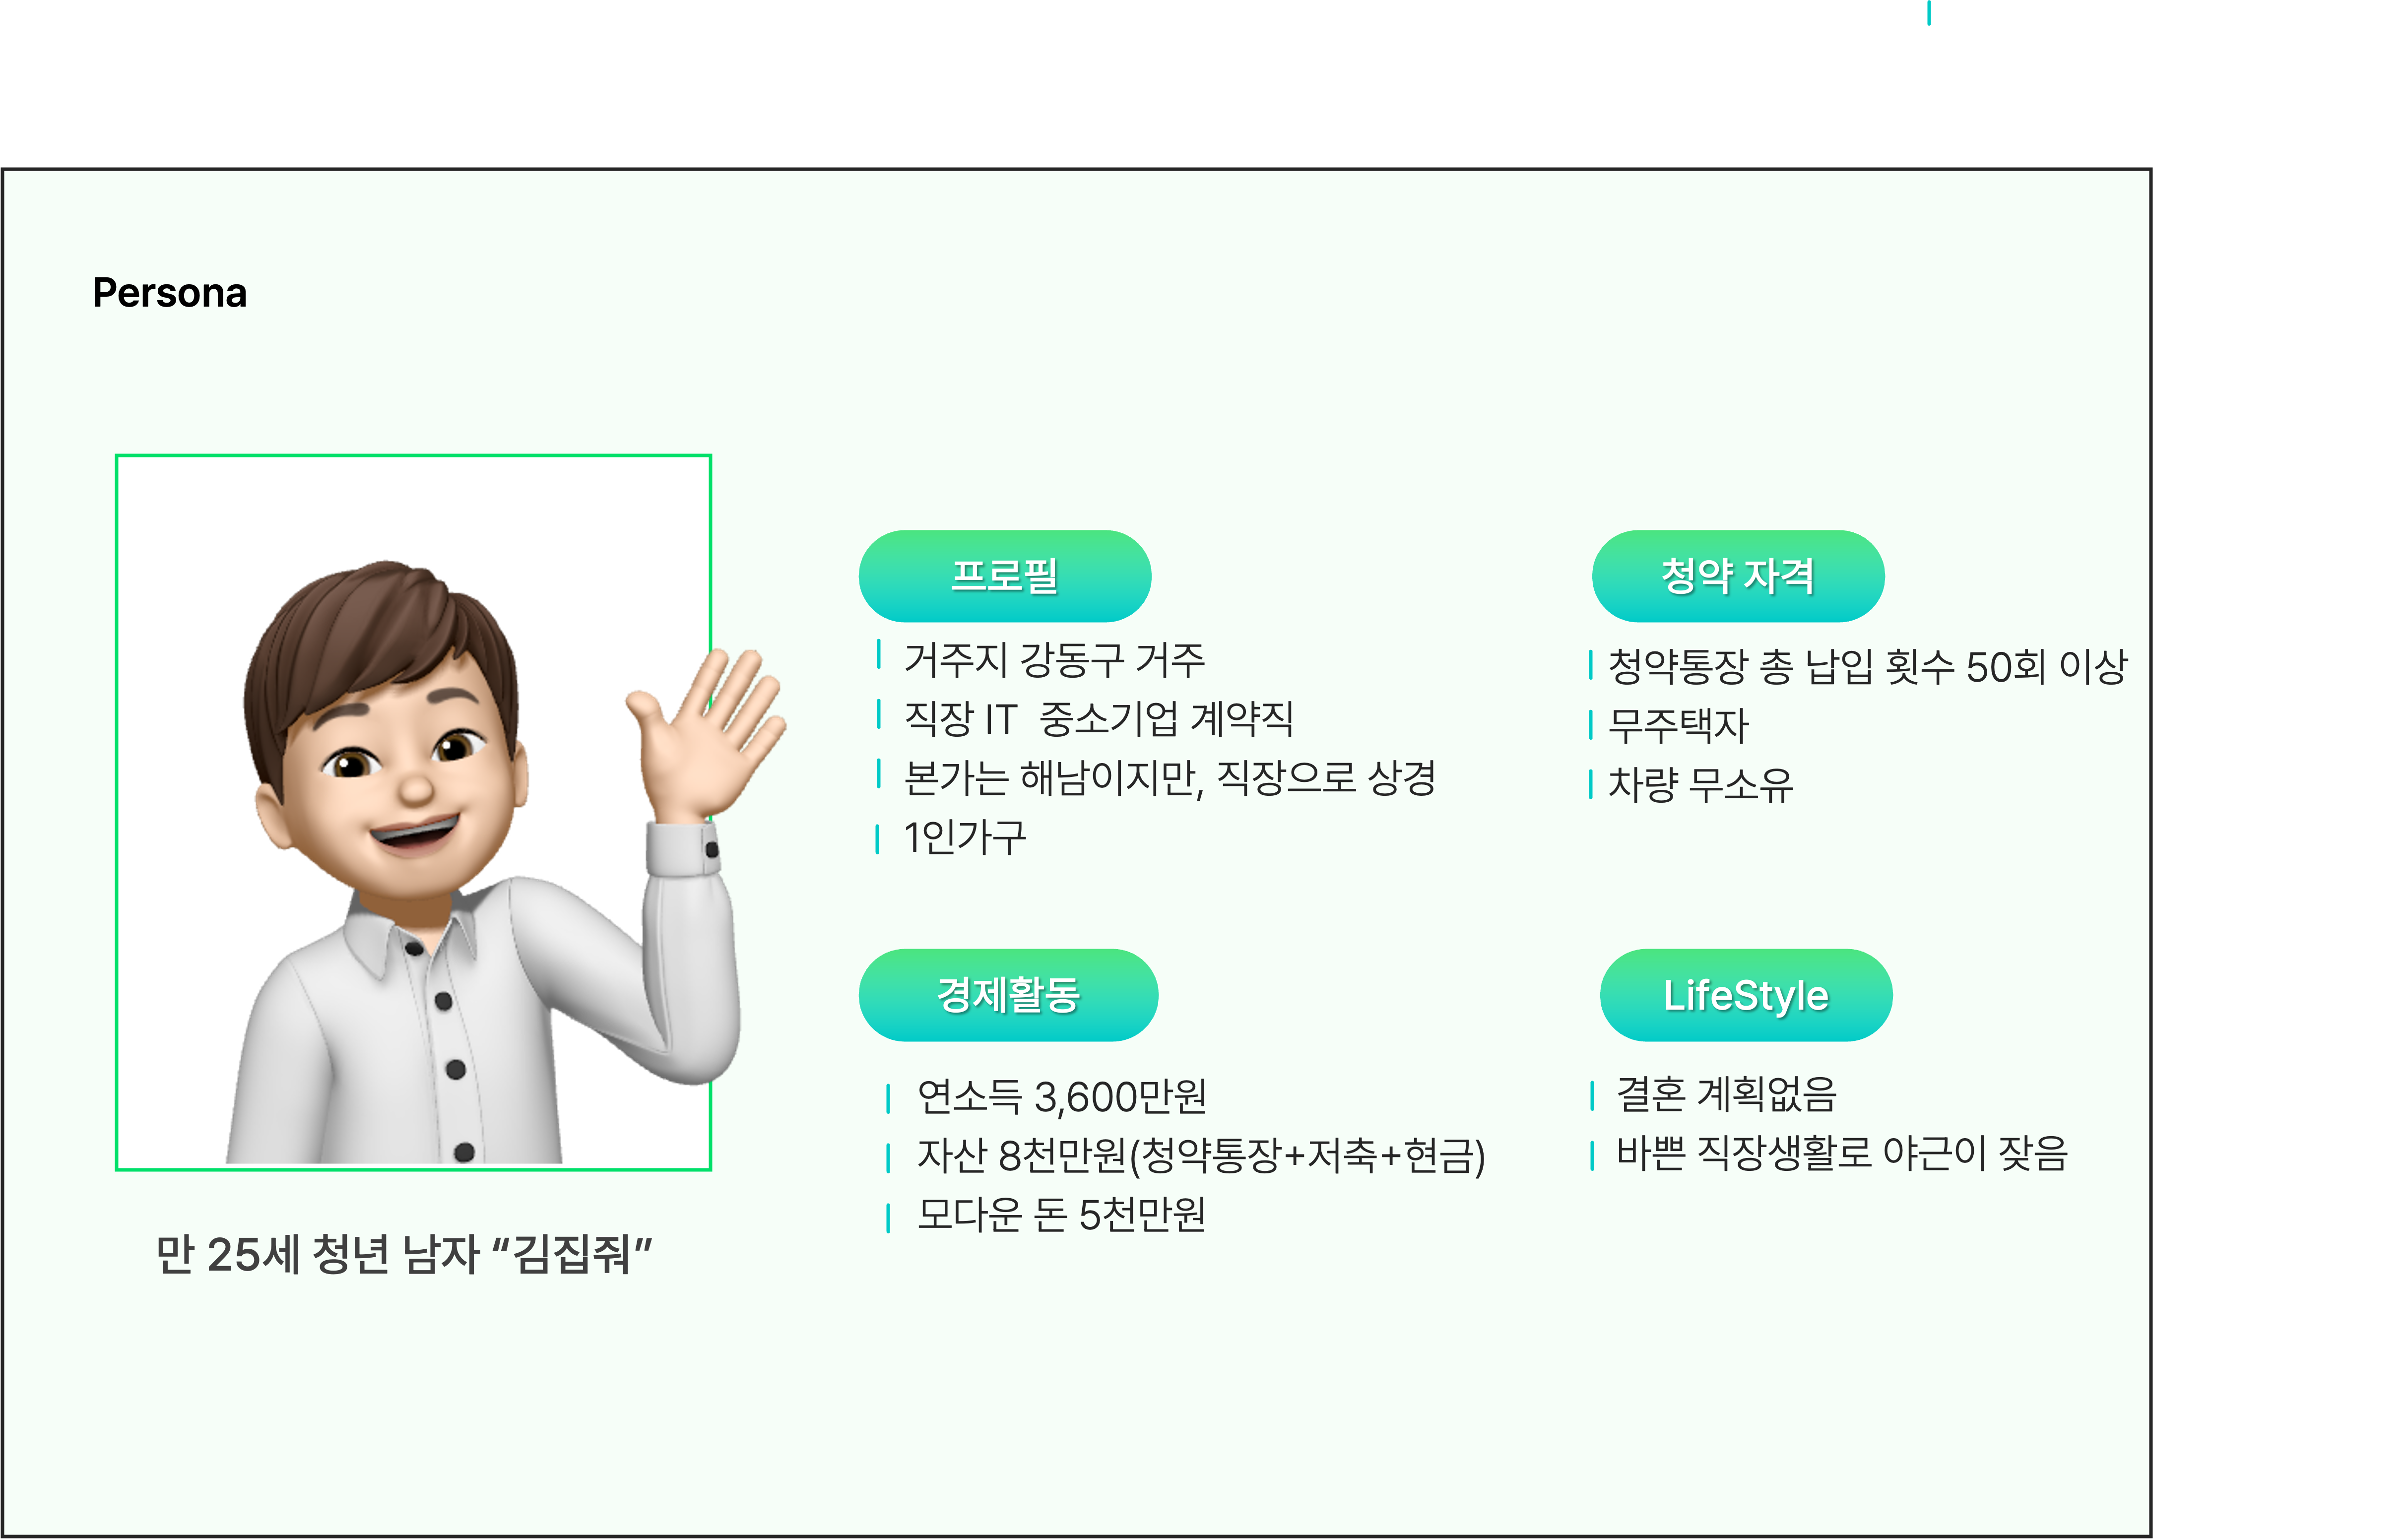 Persona
만 25세 청년 남자 “김집줘”
프로필
거주지 강동구 거주
직장 IT  중소기업 계약직
본가는 해남이지만, 직장으로 상경
1인가구
청약 자격
청약통장 총 납입 횟수 50회 이상
무주택자
차량 무소유
경제활동
연소득 3,600만원
자산 8천만원(청약통장+저축+현금)
모다운 돈 5천만원
LifeStyle
결혼 계획없음
바쁜 직장생활로 야근이 잦음